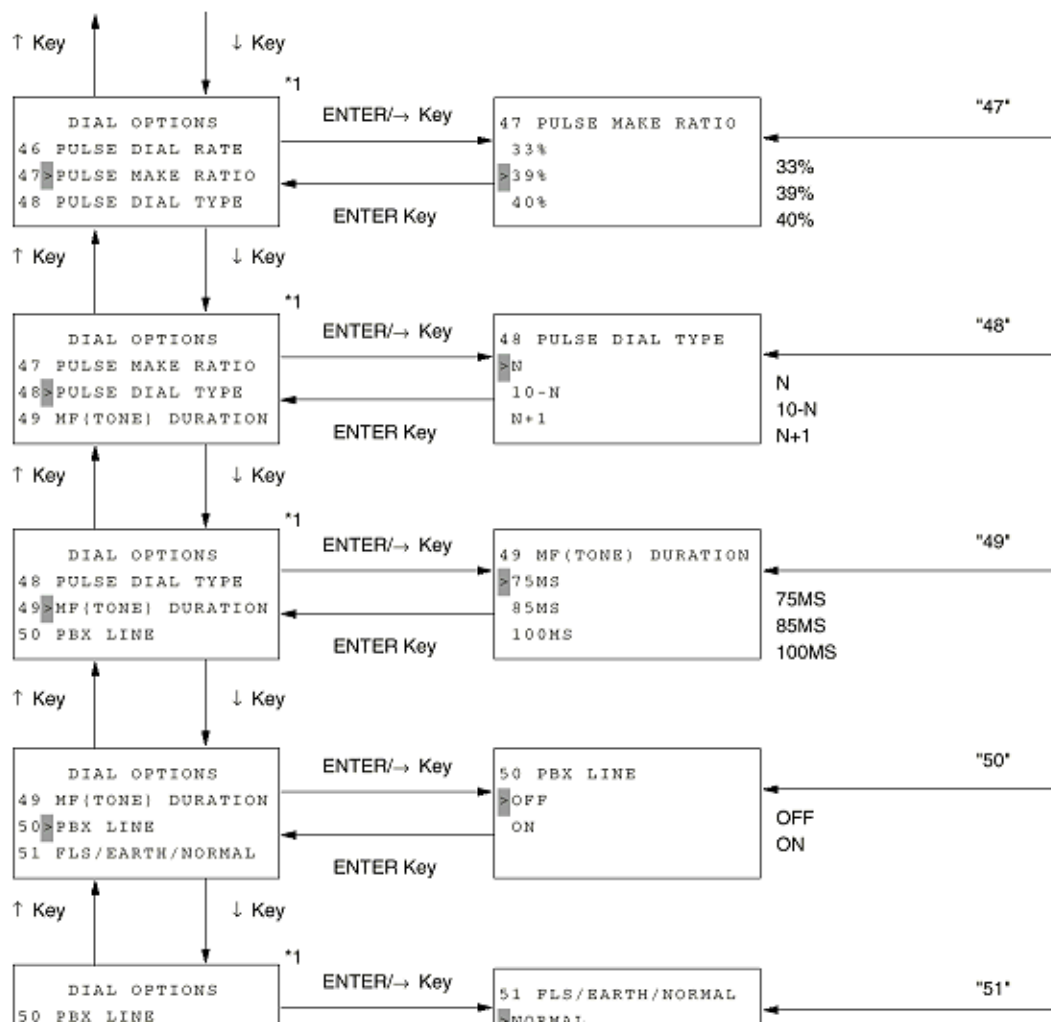 ↑ Key
↓ Key
*1
DIAL OPTIONS
46 PULSE DIAL RATE
47>PULSE MAKE RATIO
48 PULSE DIAL TYPE
ENTER/→ Key
ENTER Key
47 PULSE MAKE RATIO
33%
>39%
40%
"47"
33%
39%
40%
↑ Key
↓ Key
*1
DIAL OPTIONS
47 PULSE MAKE RATIO
48>PULSE DIAL TYPE
49 MF(TONE) DURATION
ENTER/→ Key
ENTER Key
48 PULSE DIAL TYPE
>N
10-N
N+1
"48"
N
10-N
N+1
↑ Key
↓ Key
*1
DIAL OPTIONS
48 PULSE DIAL TYPE
49>MF(TONE) DURATION
50 PBX LINE
ENTER/→ Key
ENTER Key
49 MF(TONE) DURATION
>75MS
85MS
100MS
"49"
75MS
85MS
100MS
↑ Key
↓ Key
DIAL OPTIONS
49 MF(TONE) DURATION
50>PBX LINE
51 FLS/EARTH/NORMAL
ENTER/→ Key
ENTER Key
50 PBX LINE
>OFF
ON
"50"
OFF
ON
↑ Key
↓ Key
*1
DIAL OPTIONS
50 PBX LINE
ENTER/→ Key
51 FLS/EARTH/NORMAL
>NORMAL
"51"